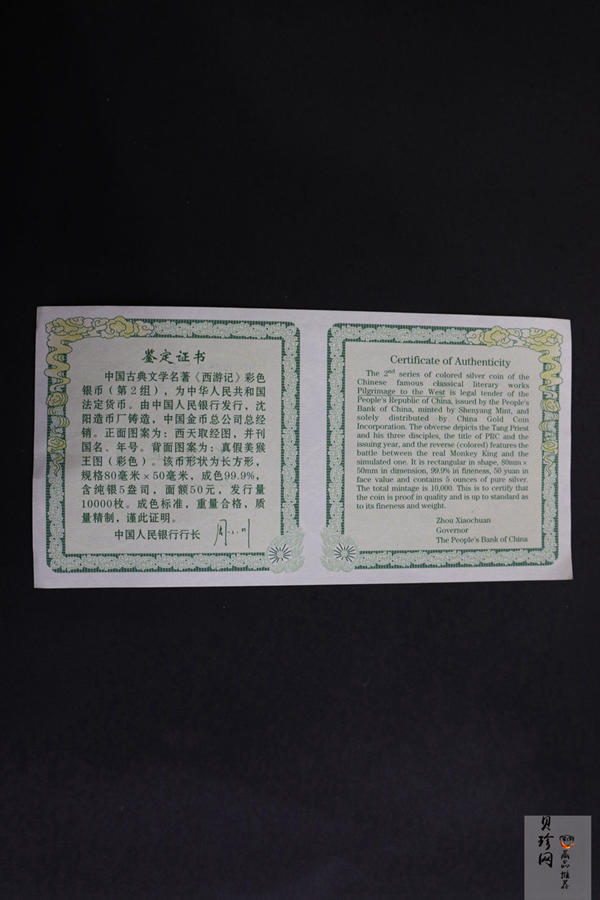 鉴定证书
中国古典文学名著《西游记》彩色
银币(第2组),为中华人民共和国
法定货币。由中国人民银行发行,沈
阳造币厂铸造,中国金币总公司总经
销。正面图案为:西天取经图,并刊
国名、年号。背面图案为:真假美猴
王图(彩色)。该币形状为长方形,
规格80毫米×50毫米,成色99.9%,
含纯银5盎司,面额50元,发行量
10000枚。成色标准,重量合格,质
量精制,谨此证明。
中国人民银行行长
Certificate of Authenticity
The 2nd series of colored silver coin of the
Chinese famous classical literary works
Pilgrimage to the West is legal tender of the
People's Republic of China, issued by the People's
Bank of China, minted by Shenyang Mint, and
solely distributed by China Gold Coin
Incorporation. The obverse depicts the Tang Priest
and his three disciples, the title of PRC and the
issuing year, and the reverse (colored) features the
battle between the real Monkey King and the
simulated one. It is rectangular in shape, 80mm×
50mm in dimension, 99.9% in fineness, 50 yuan in
face value and contains 5 ounces of pure silver.
The total mintage is 10,000. This is to certify that
the coin is proof in quality and is up to standard as
to its fineness and weight.
Zhou Xiaochuan
Governor
The People's Bank of China
贝珍网
藏品推荐